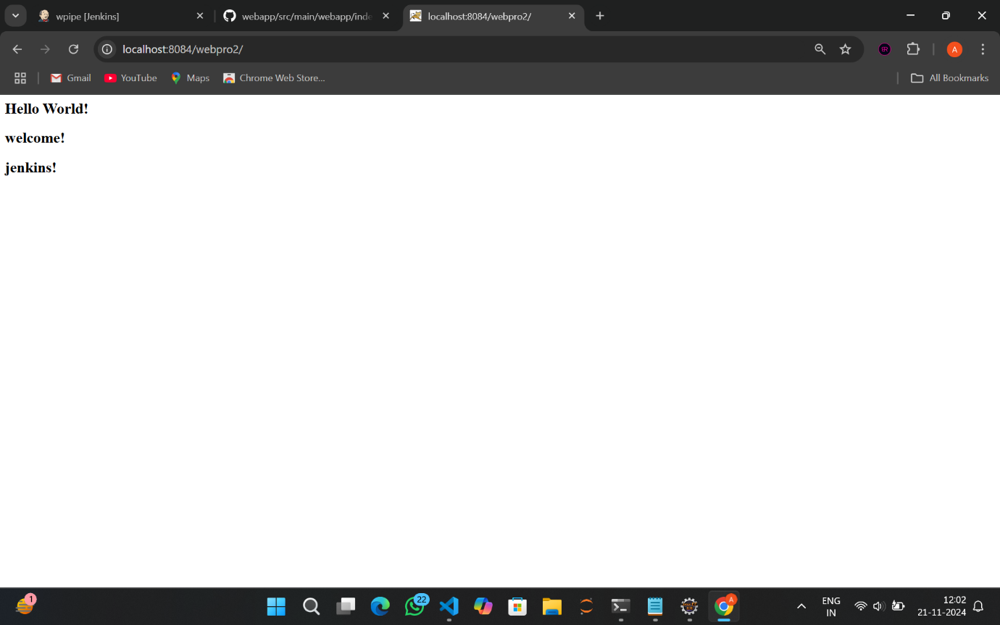 wpipe [Jenkins]
webapp/src/main/webapp/inde
localhost:8084/webpro2/
localhost:8084/webpro2/
A
Gmail
YouTube
Maps
Chrome Web Store...
All Bookmarks
Hello World!
welcome!
jenkins!
1
22
A
ENG
IN
12:02
21-11-2024